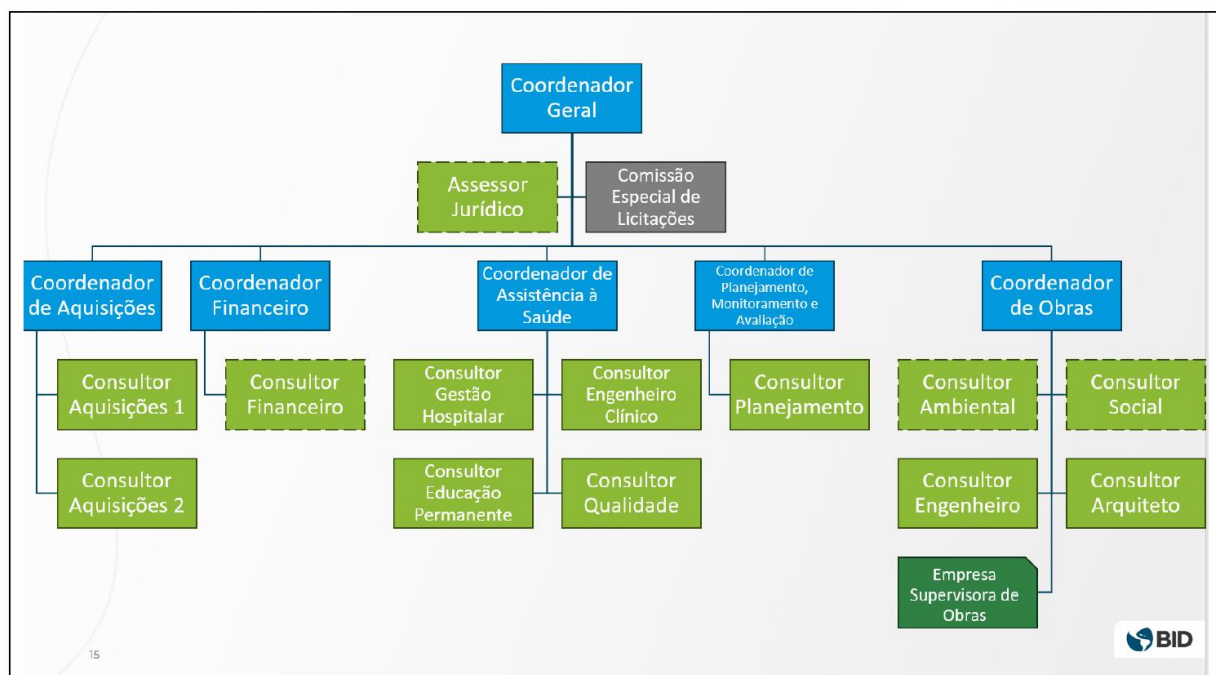 Coordenador
Geral
Assessor
Jurídico
Comissão
Especial de
Licitações
Coordenador
de Aquisições
Coordenador
Financeiro
Coordenador de
Assistência à
Saúde
Coordenador de
Planejamento,
Monitoramento e
Avaliação
Coordenador
de Obras
Consultor
Aquisições 1
Consultor
Financeiro
Consultor
Gestão
Hospitalar
Consultor
Engenheiro
Clínico
Consultor
Planejamento
Consultor
Ambiental
Consultor
Social
Consultor
Aquisições 2
Consultor
Educação
Permanente
Consultor
Qualidade
Consultor
Engenheiro
Consultor
Arquiteto
Empresa
Supervisora de
Obras
15
BID